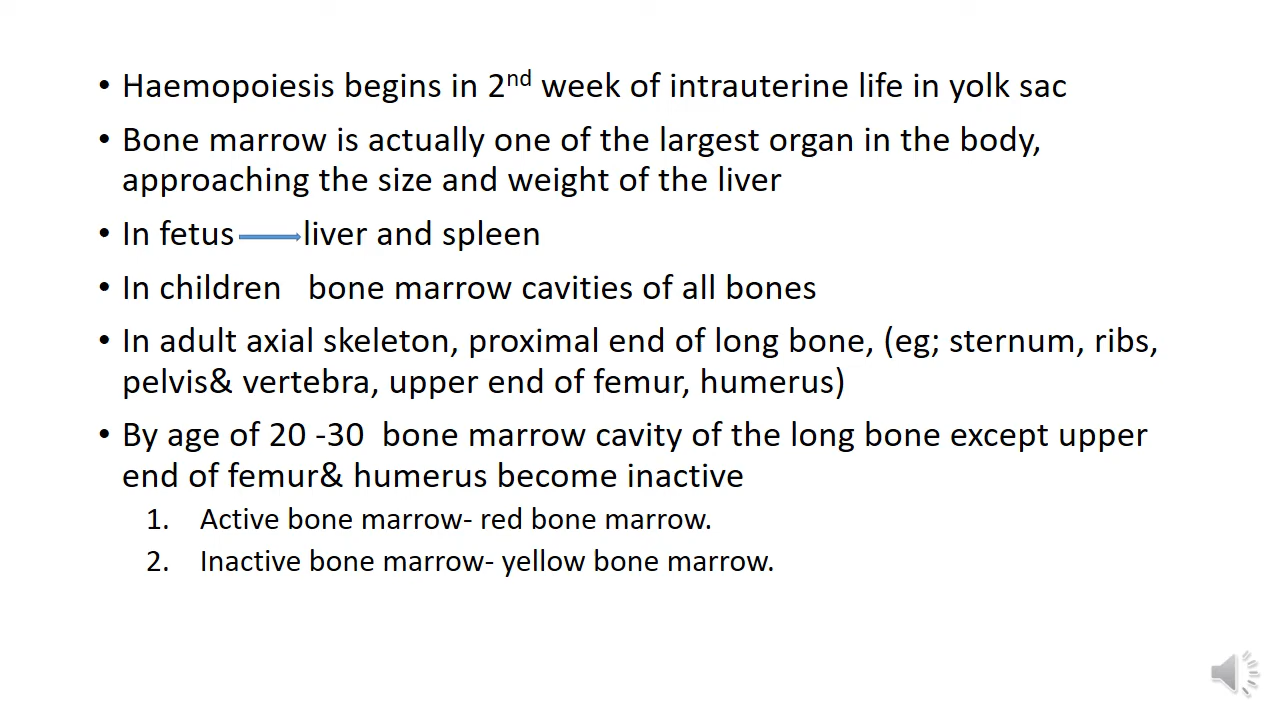 • Haemopoiesis begins in 2nd week of intrauterine life in yolk sac
• Bone marrow is actually one of the largest organ in the body,
approaching the size and weight of the liver
• In fetus liver and spleen
• In children bone marrow cavities of all bones
• In adult axial skeleton, proximal end of long bone, (eg; sternum, ribs,
pelvis& vertebra, upper end of femur, humerus)
• By age of 20 -30 bone marrow cavity of the long bone except upper
end of femur& humerus become inactive
1. Active bone marrow- red bone marrow.
2. Inactive bone marrow- yellow bone marrow.